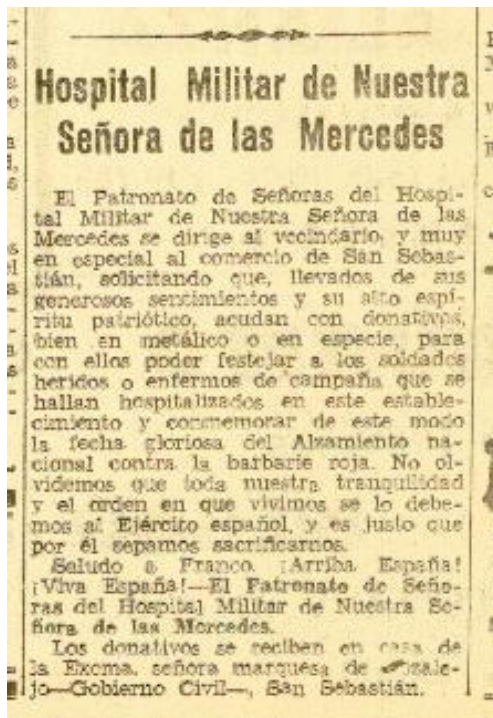 Hospital Militar de Nuestra
Señora de las Mercedes
El Patronato de Señoras del Hospi-
tal Militar de Nuestra Señora de las
Mercedes se dirige al vecindario, y muy
en especial al comercio de San Sebas-
tián, solicitando que, llevados de sus
generosos sentimientos y su alto espí-
ritu patriótico, acudan con donativos,
bien en metálico o en especie, para
con ellos poder festejar a los soldados
heridos o enfermos de campaña que se
hallan hospitalizados en este estable-
cimiento y conmemorar de este modo
la fecha gloriosa del Alzamiento na-
cional contra la barbarie roja. No ol-
videmos que toda nuestra tranquilidad
y el orden en que vivimos se lo debe-
mos al Ejército español, y es justo que
por él sepamos sacrificarnos.
Saludo a Franco. ¡Arriba España!
¡Viva España!—El Patronato de Seño-
ras del Hospital Militar de Nuestra Se-
ñora de las Mercedes.
Los donativos se reciben en casa de
la Excma. señora marquesa de
jo—Gobierno Civil—, San Sebastián.